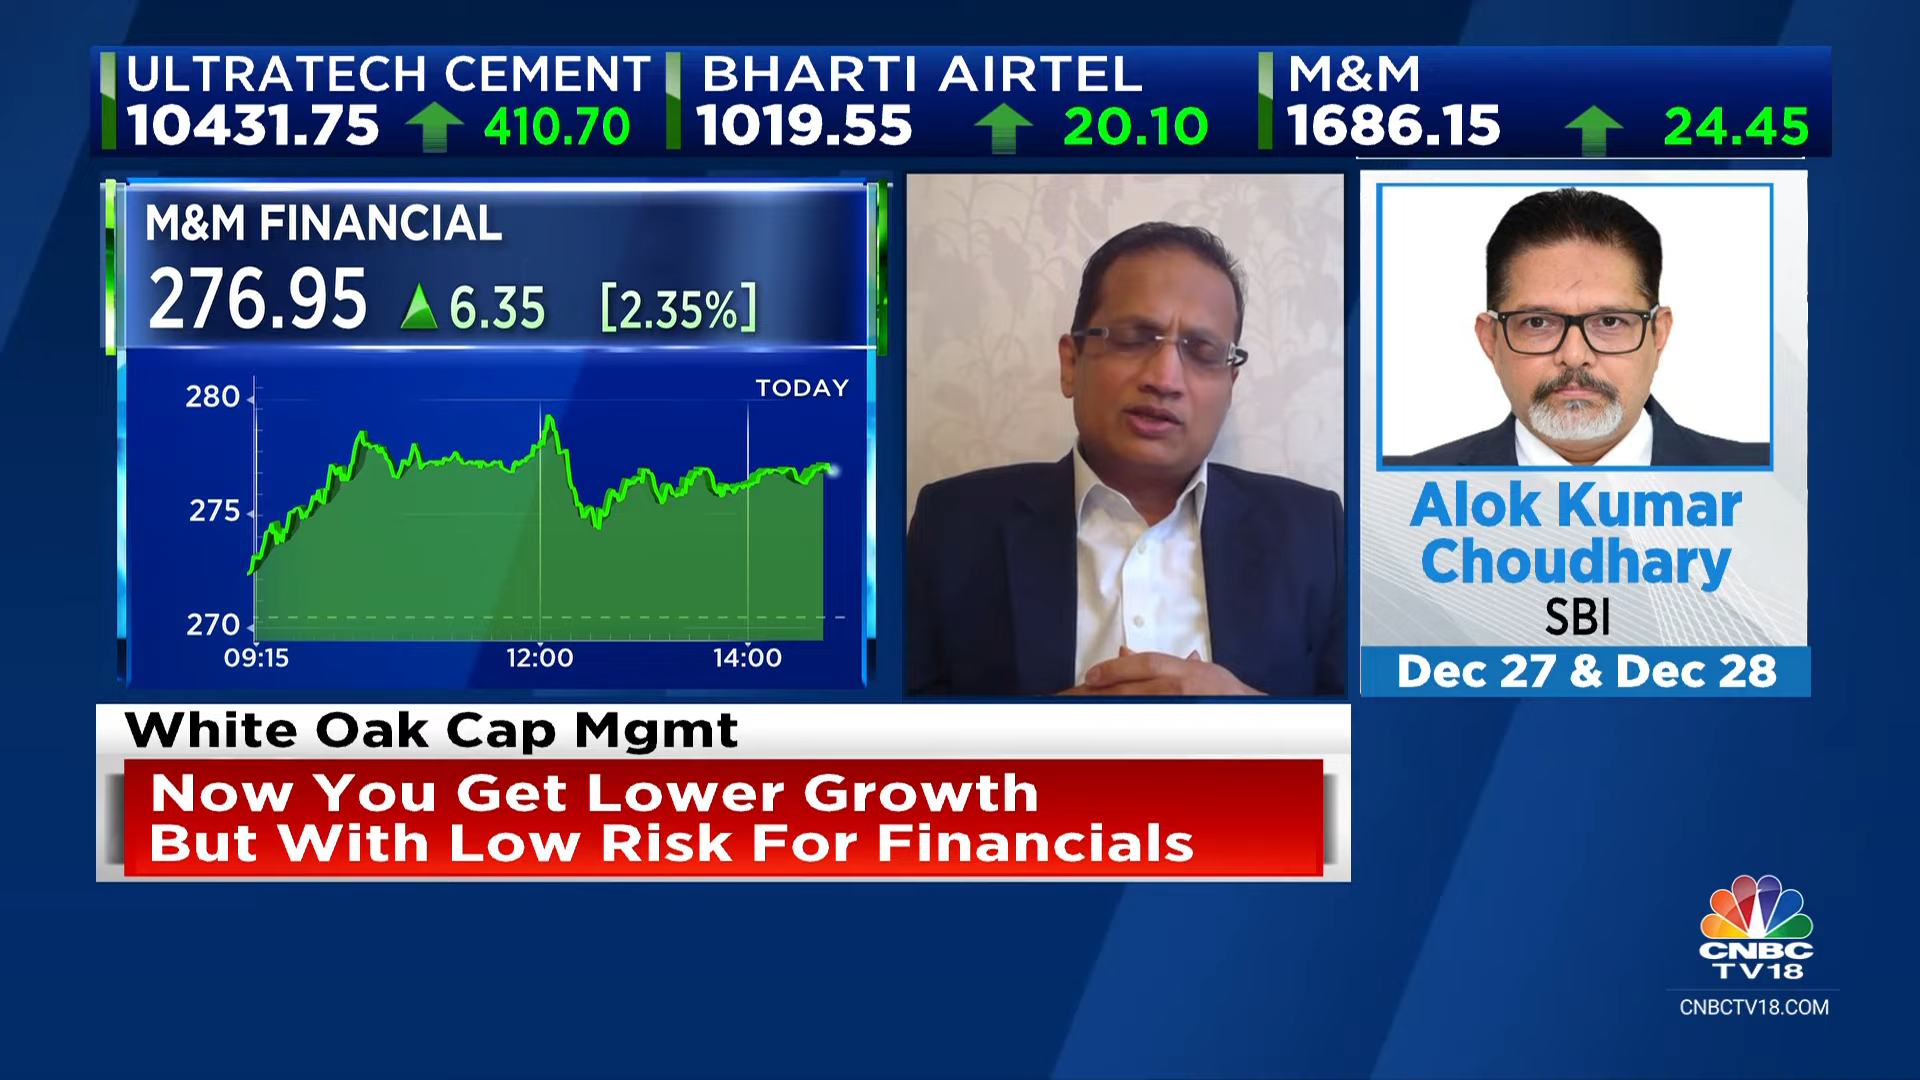 ULTRATECH CEMENT
10431.75 410.70
BHARTI AIRTEL
1019.55 20.10
M&M
1686.15 24.45
M&M FINANCIAL
276.95 6.35 [2.35%]
TODAY
280
275
270
09:15 12:00 14:00
Alok Kumar
Choudhary
SBI
Dec 27 & Dec 28
White Oak Cap Mgmt
Now You Get Lower Growth
But With Low Risk For Financials
CNBC
TV18
CNBCTV18.COM